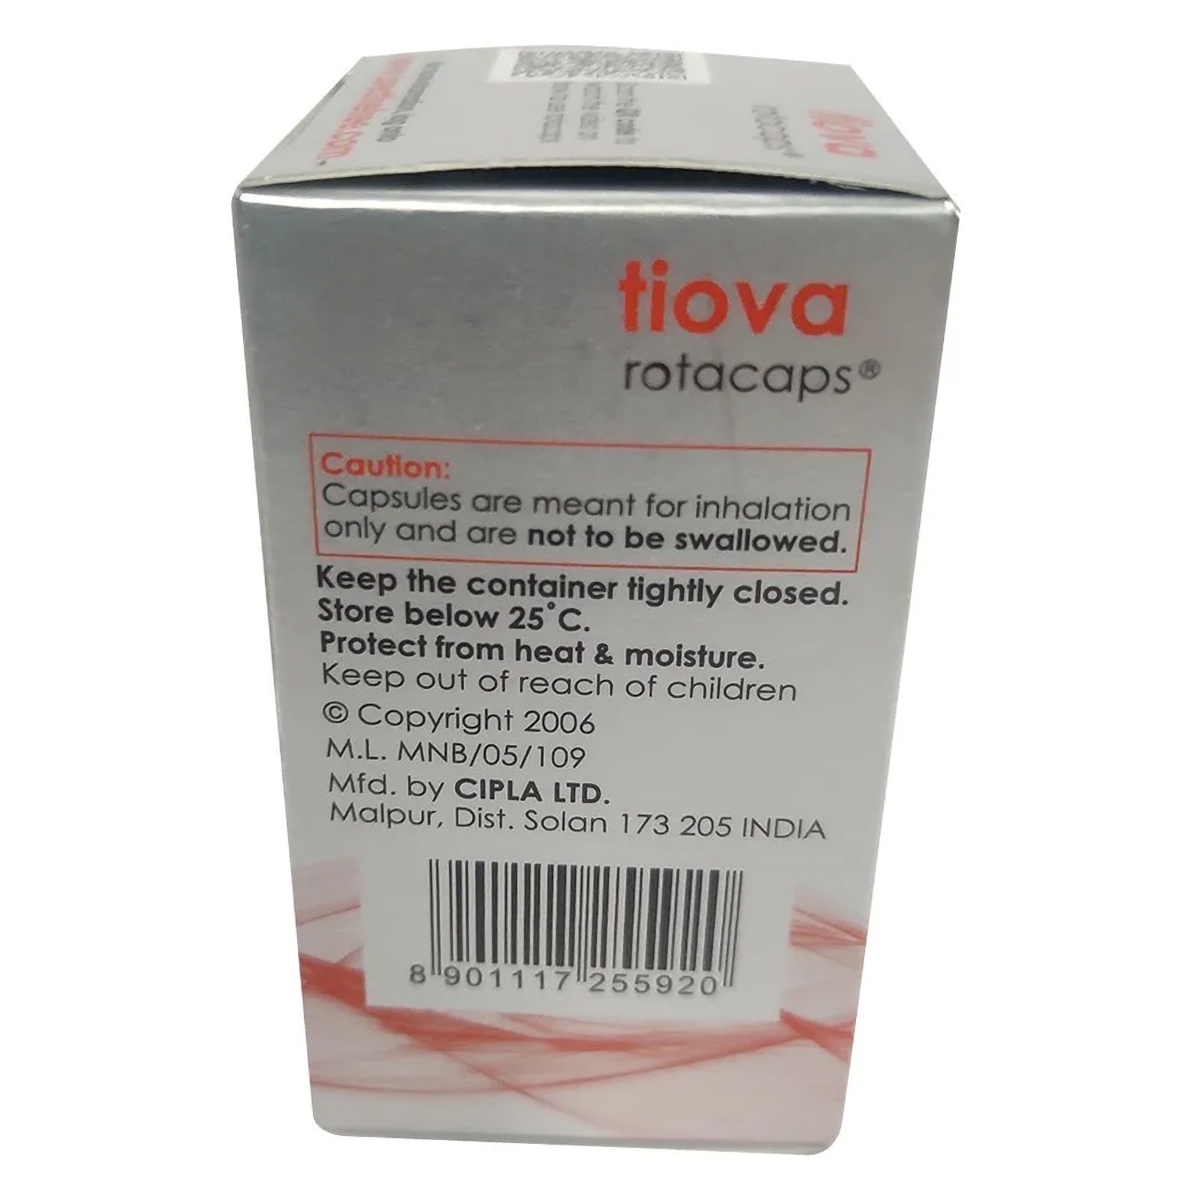 tiova
rotacaps
tiova
rotacaps®
Caution:
Capsules are meant for inhalation
only and are not to be swallowed.
Keep the container tightly closed.
Store below 25°C.
Protect from heat & moisture.
Keep out of reach of children
© Copyright 2006
M.L. MNB/05/109
Mfd. by CIPLA LTD.
Malpur, Dist. Solan 173 205 INDIA
8 901117 255920